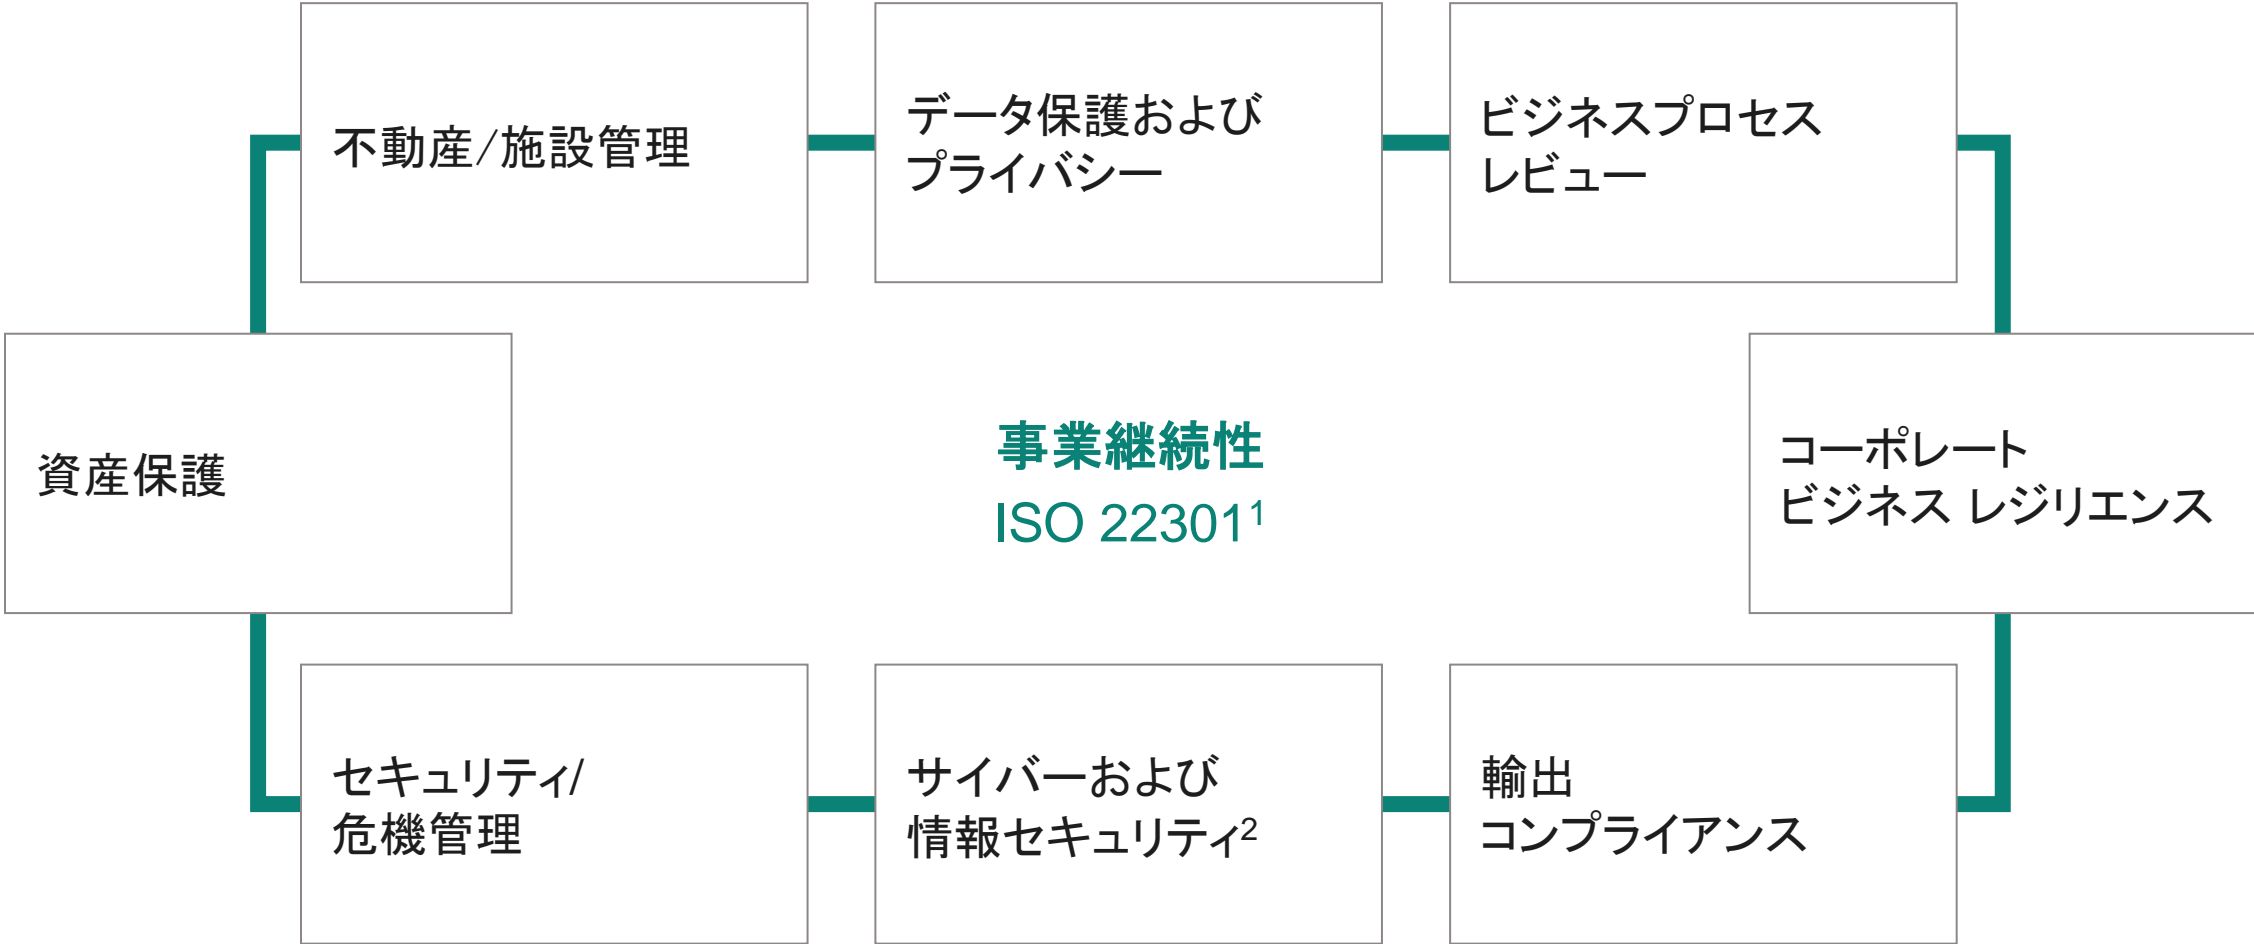 不動産/施設管理
データ保護および
プライバシー
ビジネスプロセス
レビュー
資産保護
事業継続性
ISO 22301¹
コーポレート
ビジネス レジリエンス
セキュリティ/
危機管理
サイバーおよび
情報セキュリティ²
輸出
コンプライアンス